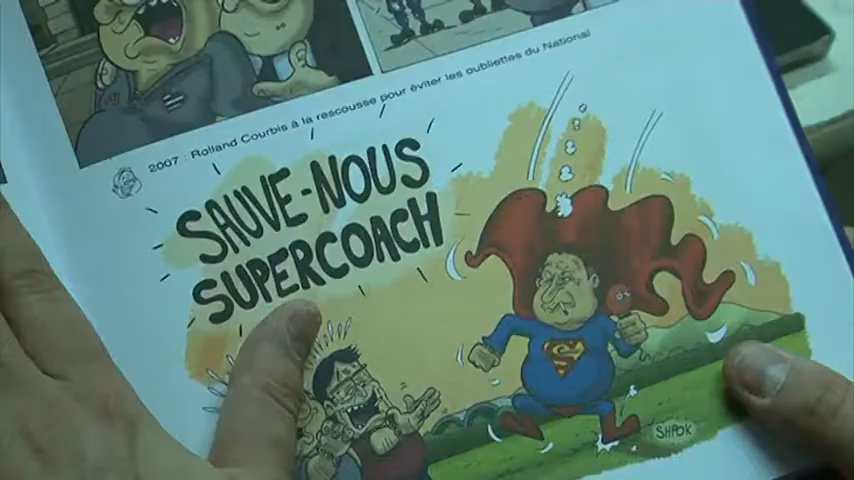 2007 : Rolland Courbis à la rescousse pour éviter les oubliettes du National
SAUVE-NOUS
SUPERCOACH
S
SHPOK